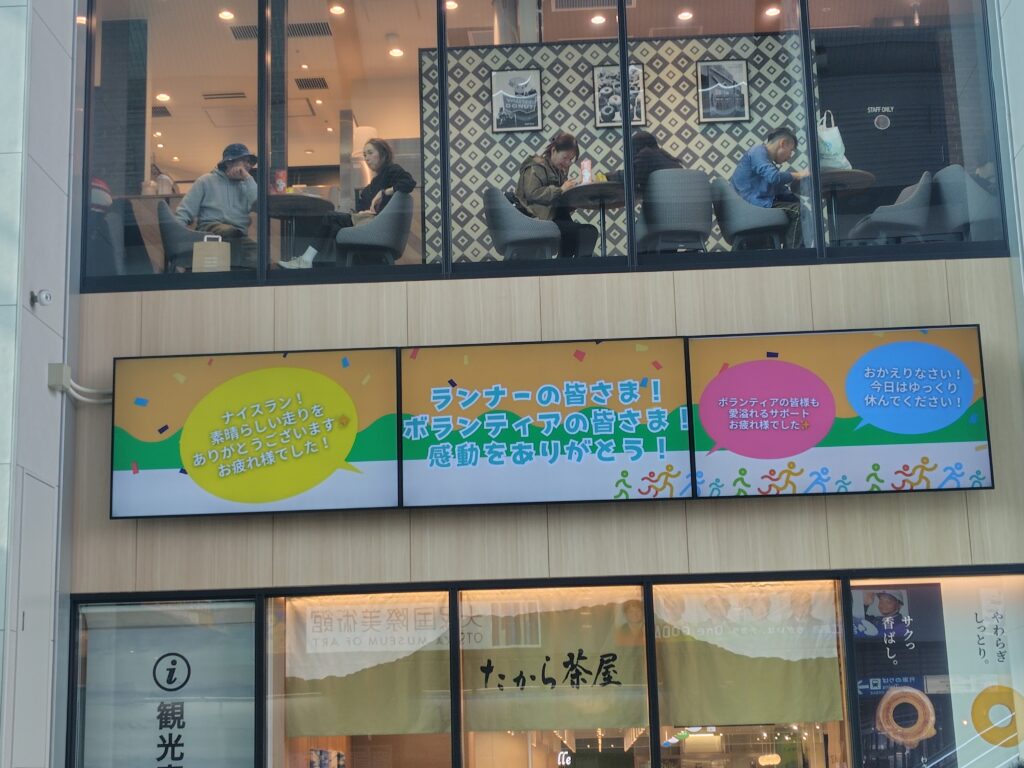 STAFF ONLY
ナイスラン！
素晴らしい走りを
ありがとうございます✨
お疲れ様でした！
ランナーの皆さま！
ボランティアの皆さま！
感動をありがとう！
ボランティアの皆様も
愛溢れるサポート
お疲れ様でした✨
おかえりなさい！
今日はゆっくり
休んでください！
国際美術館
MUSEUM OF ART
たから茶屋
i
観光
サクっ
香ばし。
やわらぎ
しっとり。